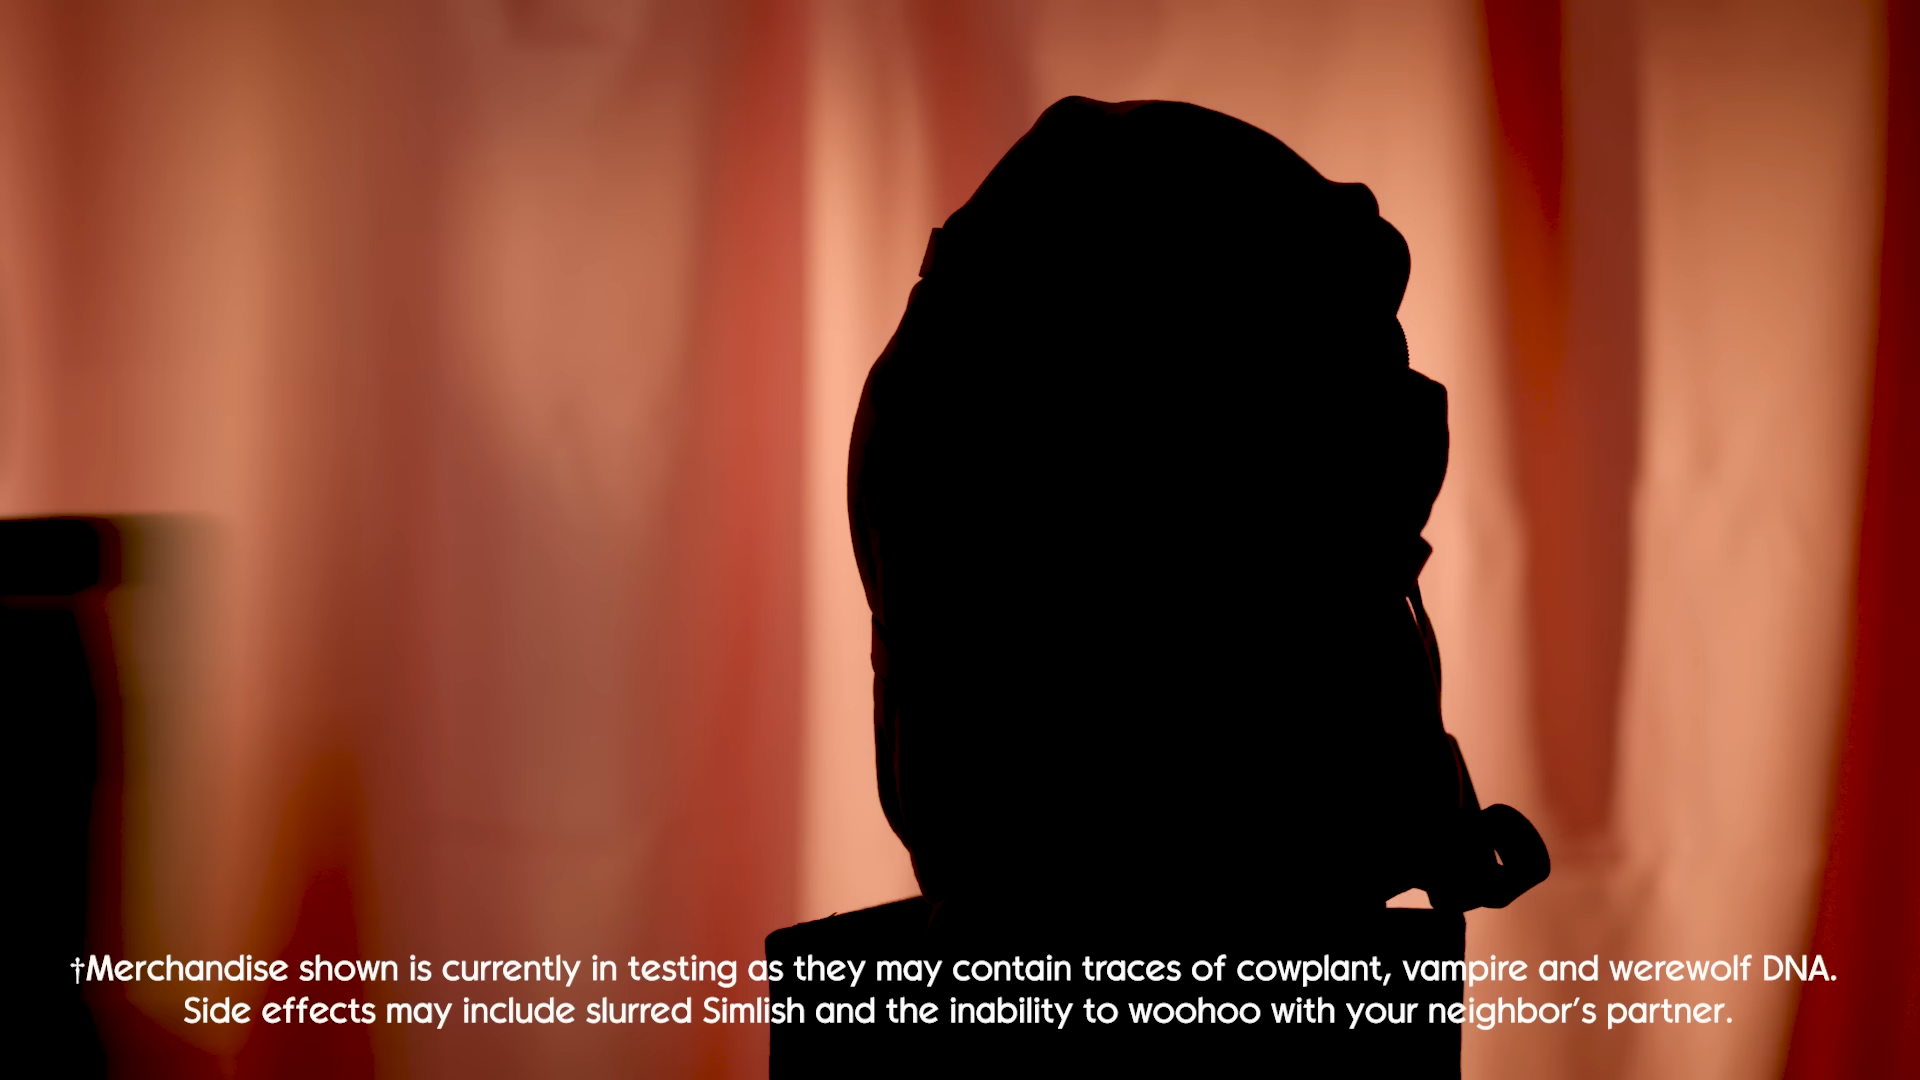 †Merchandise shown is currently in testing as they may contain traces of cowplant, vampire and werewolf DNA.
Side effects may include slurred Simlish and the inability to woohoo with your neighbor’s partner.